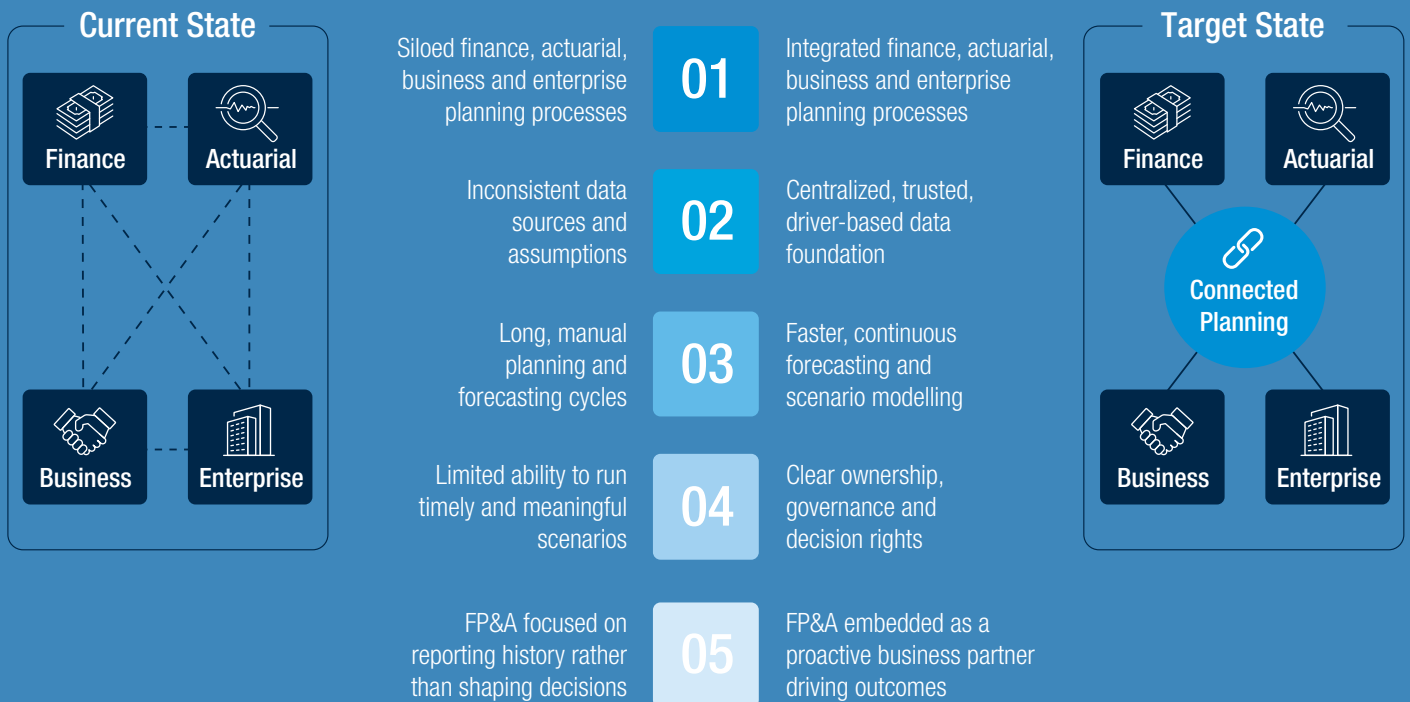 Current State
Finance
Actuarial
Business
Enterprise
Siloed finance, actuarial,
business and enterprise
planning processes
01
Integrated finance, actuarial,
business and enterprise
planning processes
Inconsistent data
sources and
assumptions
02
Centralized, trusted,
driver-based data
foundation
Long, manual
planning and
forecasting cycles
03
Faster, continuous
forecasting and
scenario modelling
Limited ability to run
timely and meaningful
scenarios
04
Clear ownership,
governance and
decision rights
FP&A focused on
reporting history rather
than shaping decisions
05
FP&A embedded as a
proactive business partner
driving outcomes
Target State
Finance
Actuarial
Connected
Planning
Business
Enterprise